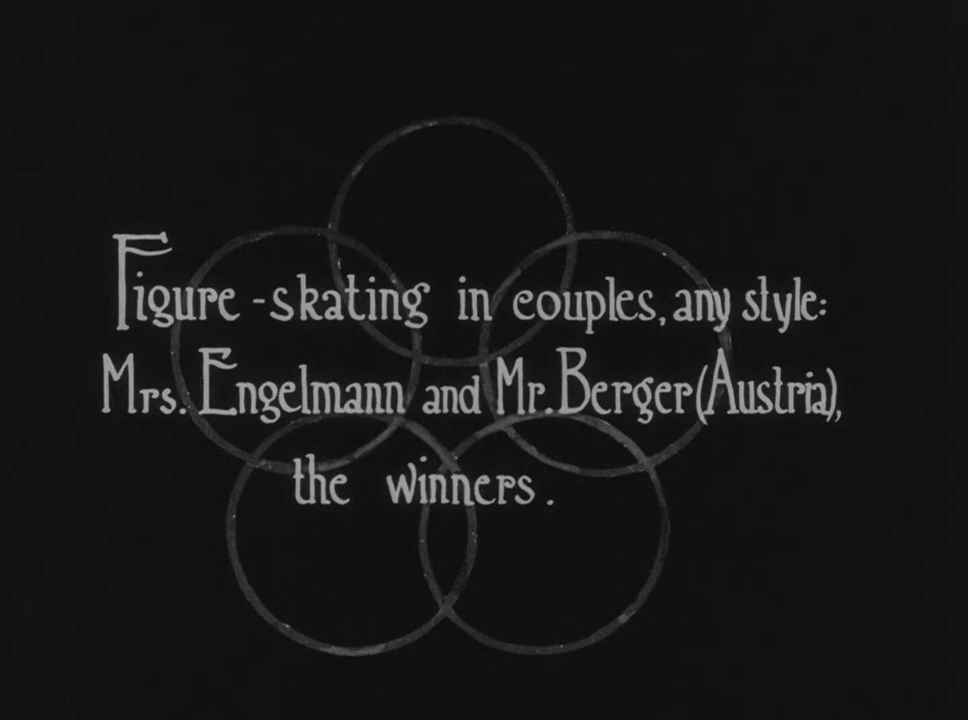 Figure-skating in couples, any style:
Mrs. Engelmann and Mr. Berger (Austria),
the winners.